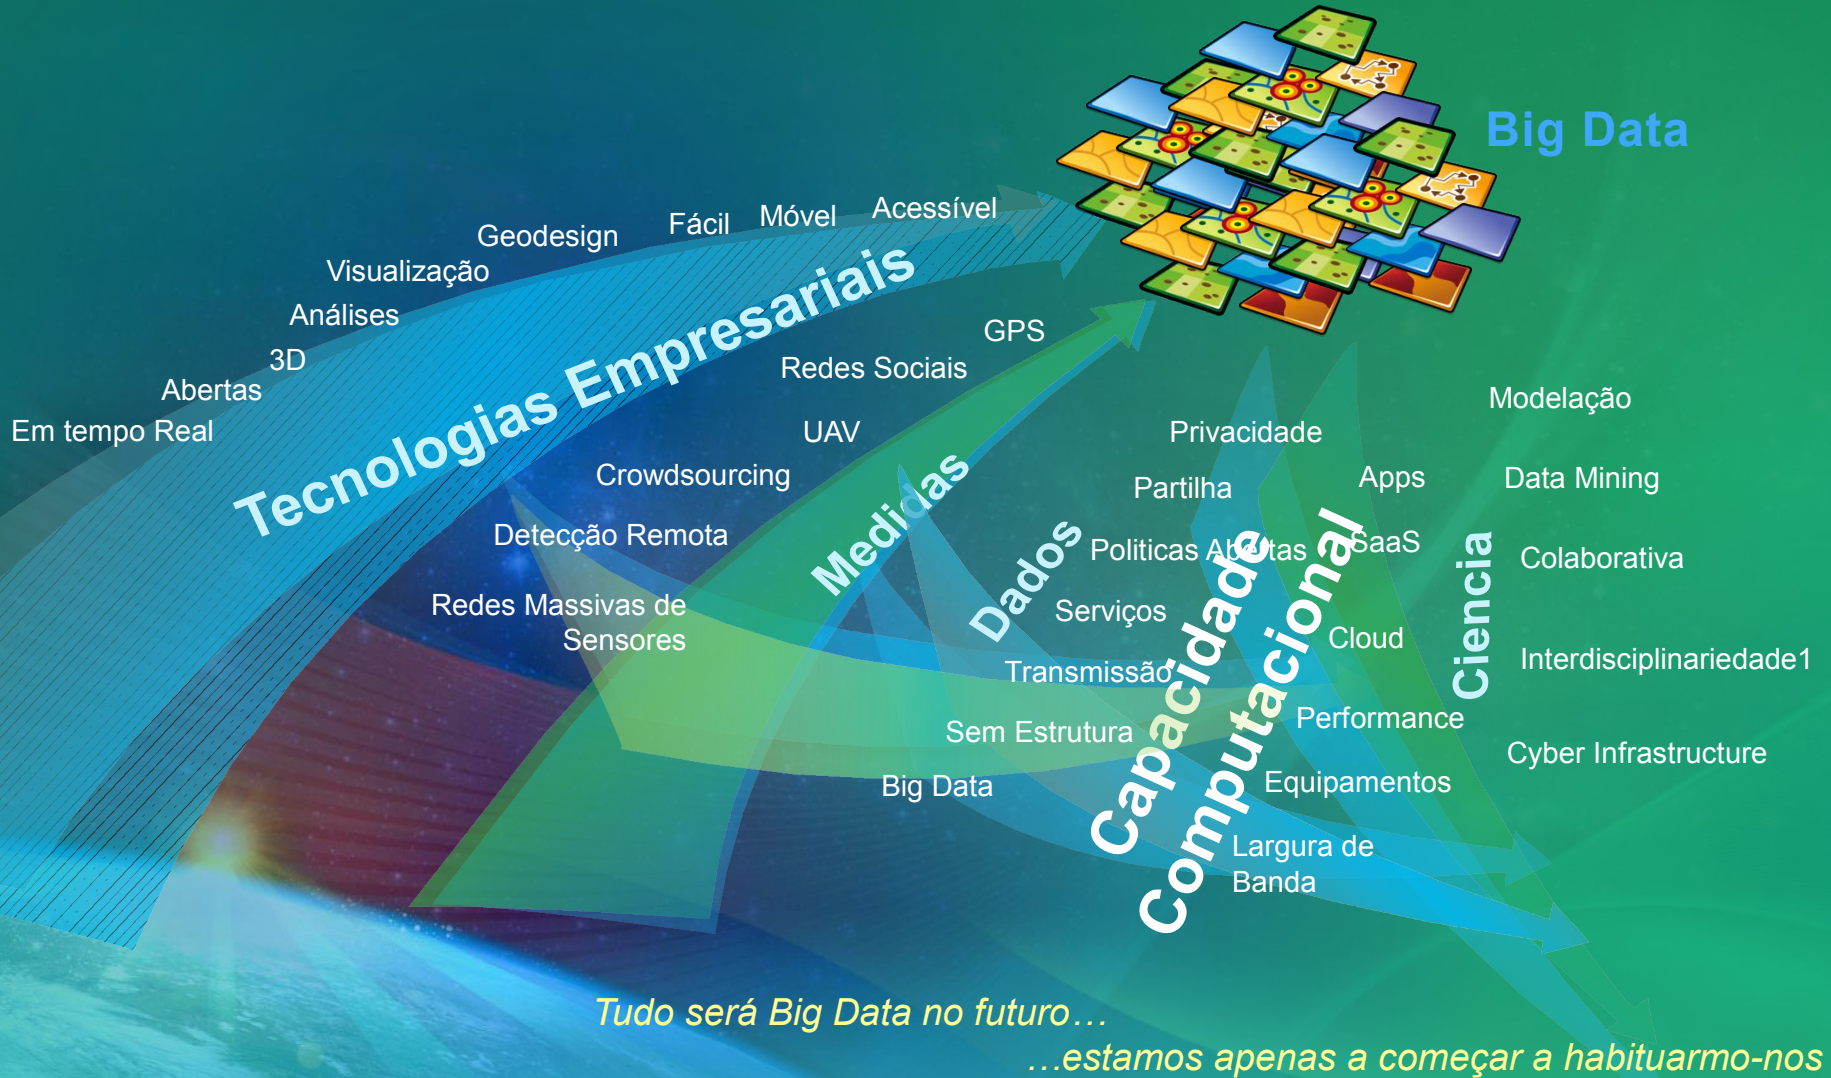 Big Data
Acessível
Móvel
Fácil
Geodesign
Visualização
Análises
3D
Abertas
Em tempo Real
Tecnologias Empresariais
GPS
Redes Sociais
UAV
Crowdsourcing
Detecção Remota
Redes Massivas de
Sensores
Medidas
Privacidade
Partilha
Politicas Abertas
Serviços
Transmissão
Sem Estrutura
Big Data
Dados
Apps
SaaS
Cloud
Performance
Equipamentos
Largura de
Banda
Capacidade
Computacional
Modelação
Data Mining
Colaborativa
Interdisciplinariedade1
Cyber Infrastructure
Ciencia
Tudo será Big Data no futuro…
…estamos apenas a começar a habituarmo-nos